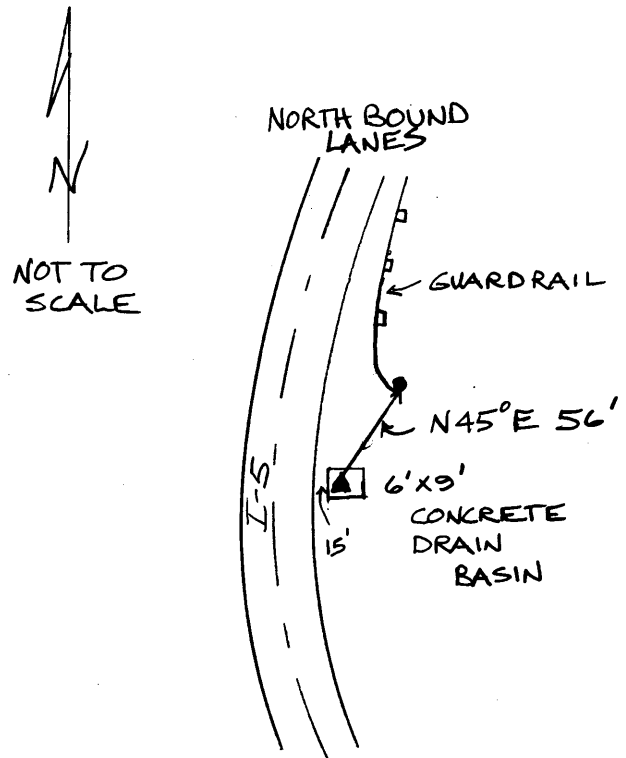 NORTH BOUND
LANES
N
NOT TO
SCALE
GUARDRAIL
N45°E 56'
I-5
15'
6'x9'
CONCRETE
DRAIN
BASIN